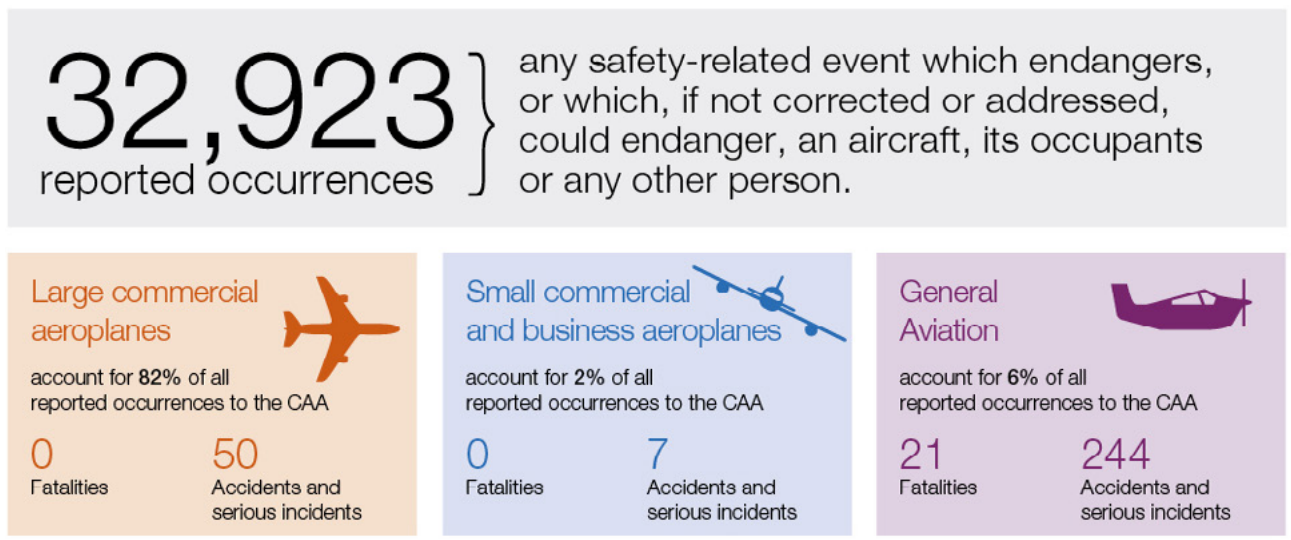 32,923
reported occurrences
any safety-related event which endangers,
or which, if not corrected or addressed,
could endanger, an aircraft, its occupants
or any other person.
Large commercial
aeroplanes
account for 82% of all
reported occurrences to the CAA
0
Fatalities
50
Accidents and
serious incidents
Small commercial
and business aeroplanes
account for 2% of all
reported occurrences to the CAA
0
Fatalities
7
Accidents and
serious incidents
General
Aviation
account for 6% of all
reported occurrences to the CAA
21
Fatalities
244
Accidents and
serious incidents